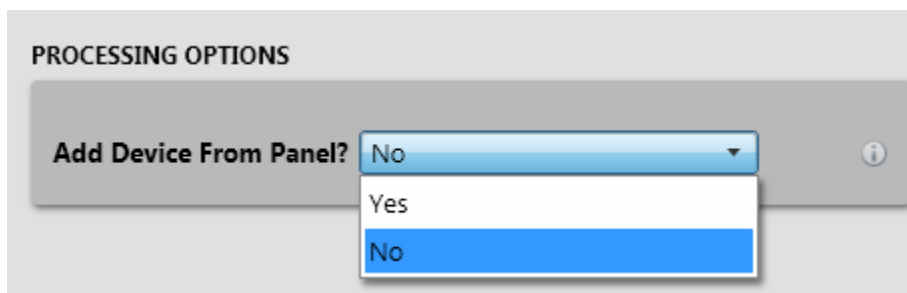 PROCESSING OPTIONS
Add Device From Panel? No
Yes
No